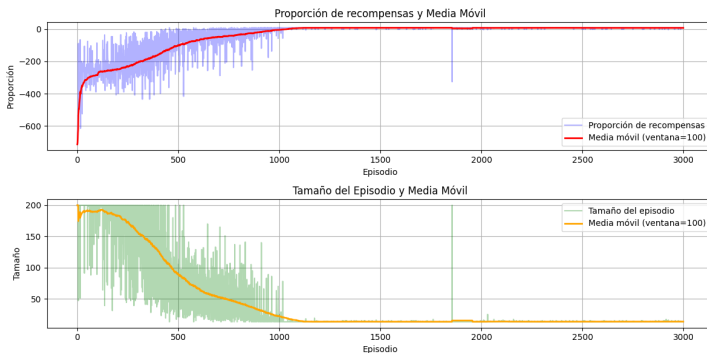 Proporción de recompensas y Media Móvil
0
−200
−400
−600
Proporción
Proporción de recompensas
Media móvil (ventana=100)
0
500
1000
1500
2000
2500
3000
Episodio
Tamaño del Episodio y Media Móvil
200
150
100
50
Tamaño
Tamaño del episodio
Media móvil (ventana=100)
0
500
1000
1500
2000
2500
3000
Episodio